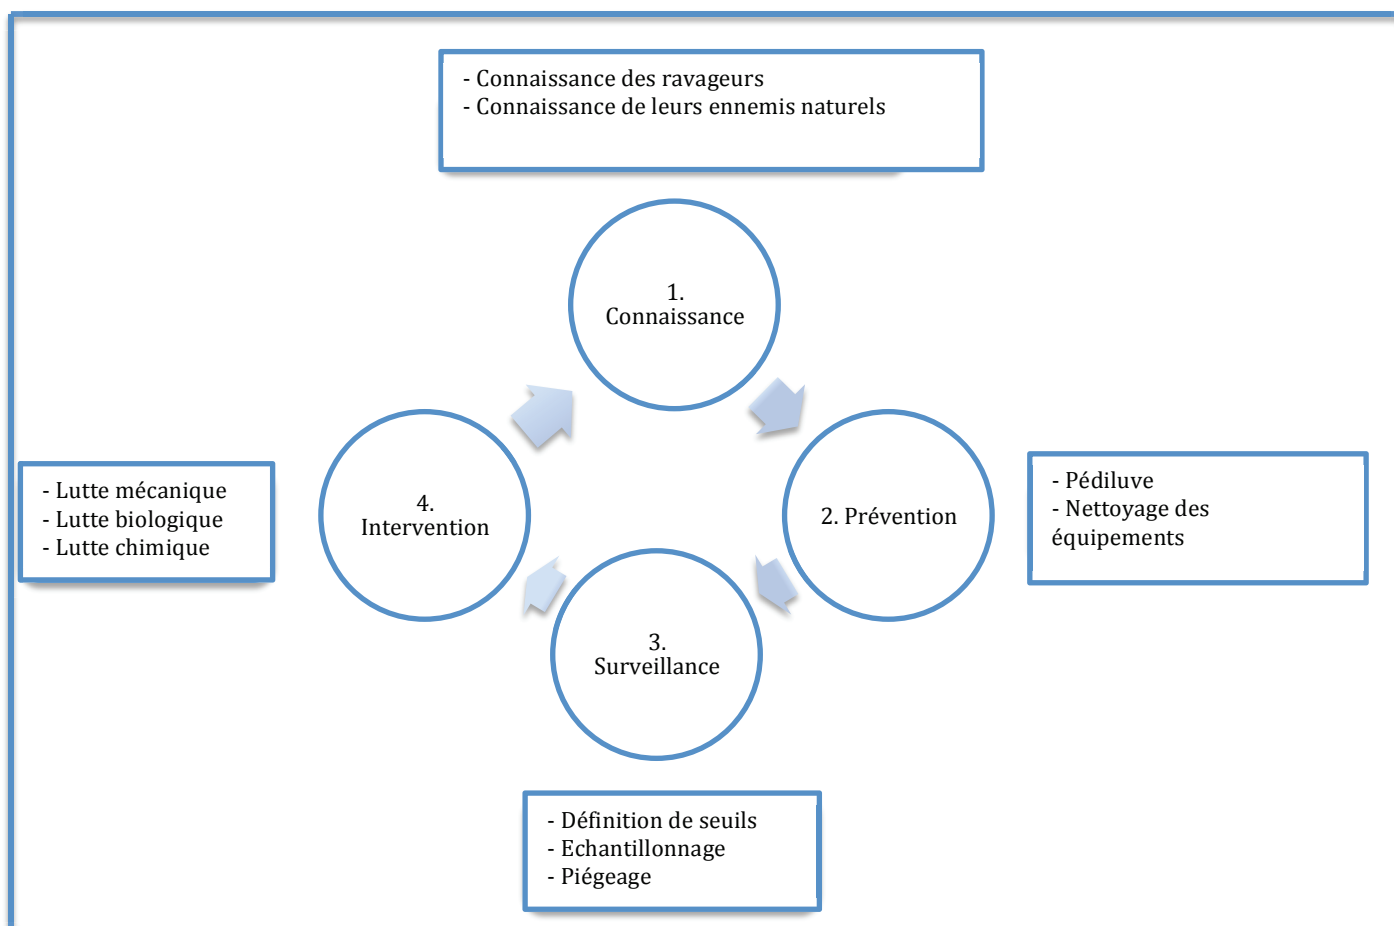 - Connaissance des ravageurs
- Connaissance de leurs ennemis naturels
1.
Connaissance
- Lutte mécanique
- Lutte biologique
- Lutte chimique
4.
Intervention
2. Prévention
- Pédiluve
- Nettoyage des
équipements
3.
Surveillance
- Définition de seuils
- Echantillonnage
- Piégeage